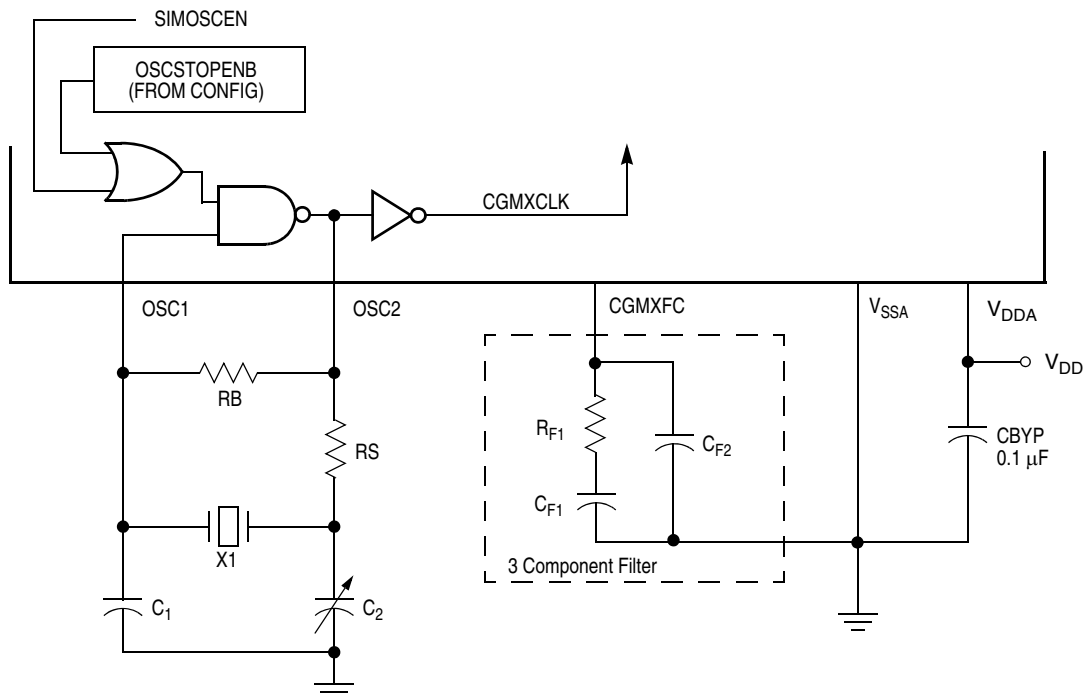 SIMOSCEN
OSCSTOPENB
(FROM CONFIG)
CGMXCLK
OSC1
OSC2
CGMXFC
VSSA
VDDA
VDD
RB
RS
RF1
CF2
CBYP
0.1 μF
CF1
X1
3 Component Filter
C1
C2